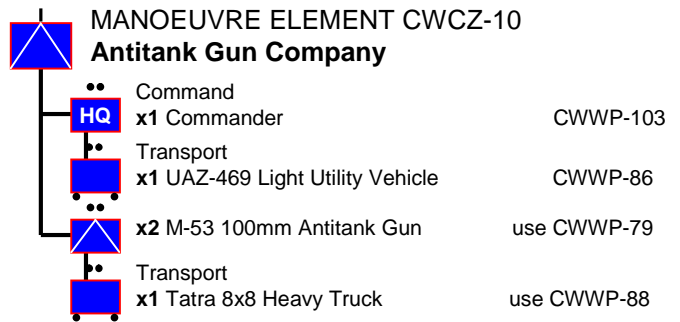 MANOEUVRE ELEMENT CWCZ-10
Antitank Gun Company
Command
HQ x1 Commander CWWP-103
Transport
x1 UAZ-469 Light Utility Vehicle CWWP-86
x2 M-53 100mm Antitank Gun use CWWP-79
Transport
x1 Tatra 8x8 Heavy Truck use CWWP-88